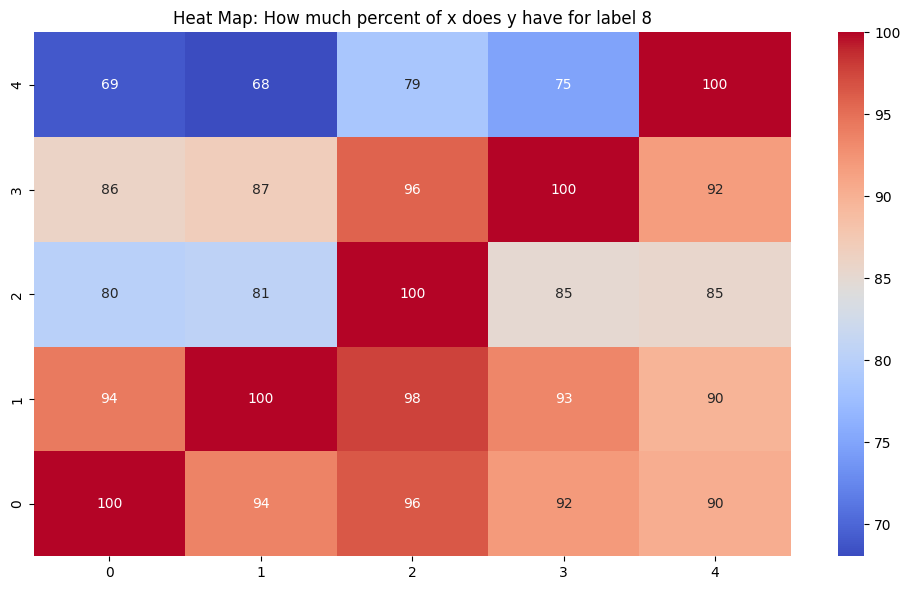 Heat Map: How much percent of x does y have for label 8
4 69 68 79 75 100
3 86 87 96 100 92
2 80 81 100 85 85
1 94 100 98 93 90
0 100 94 96 92 90
0 1 2 3 4
100
95
90
85
80
75
70